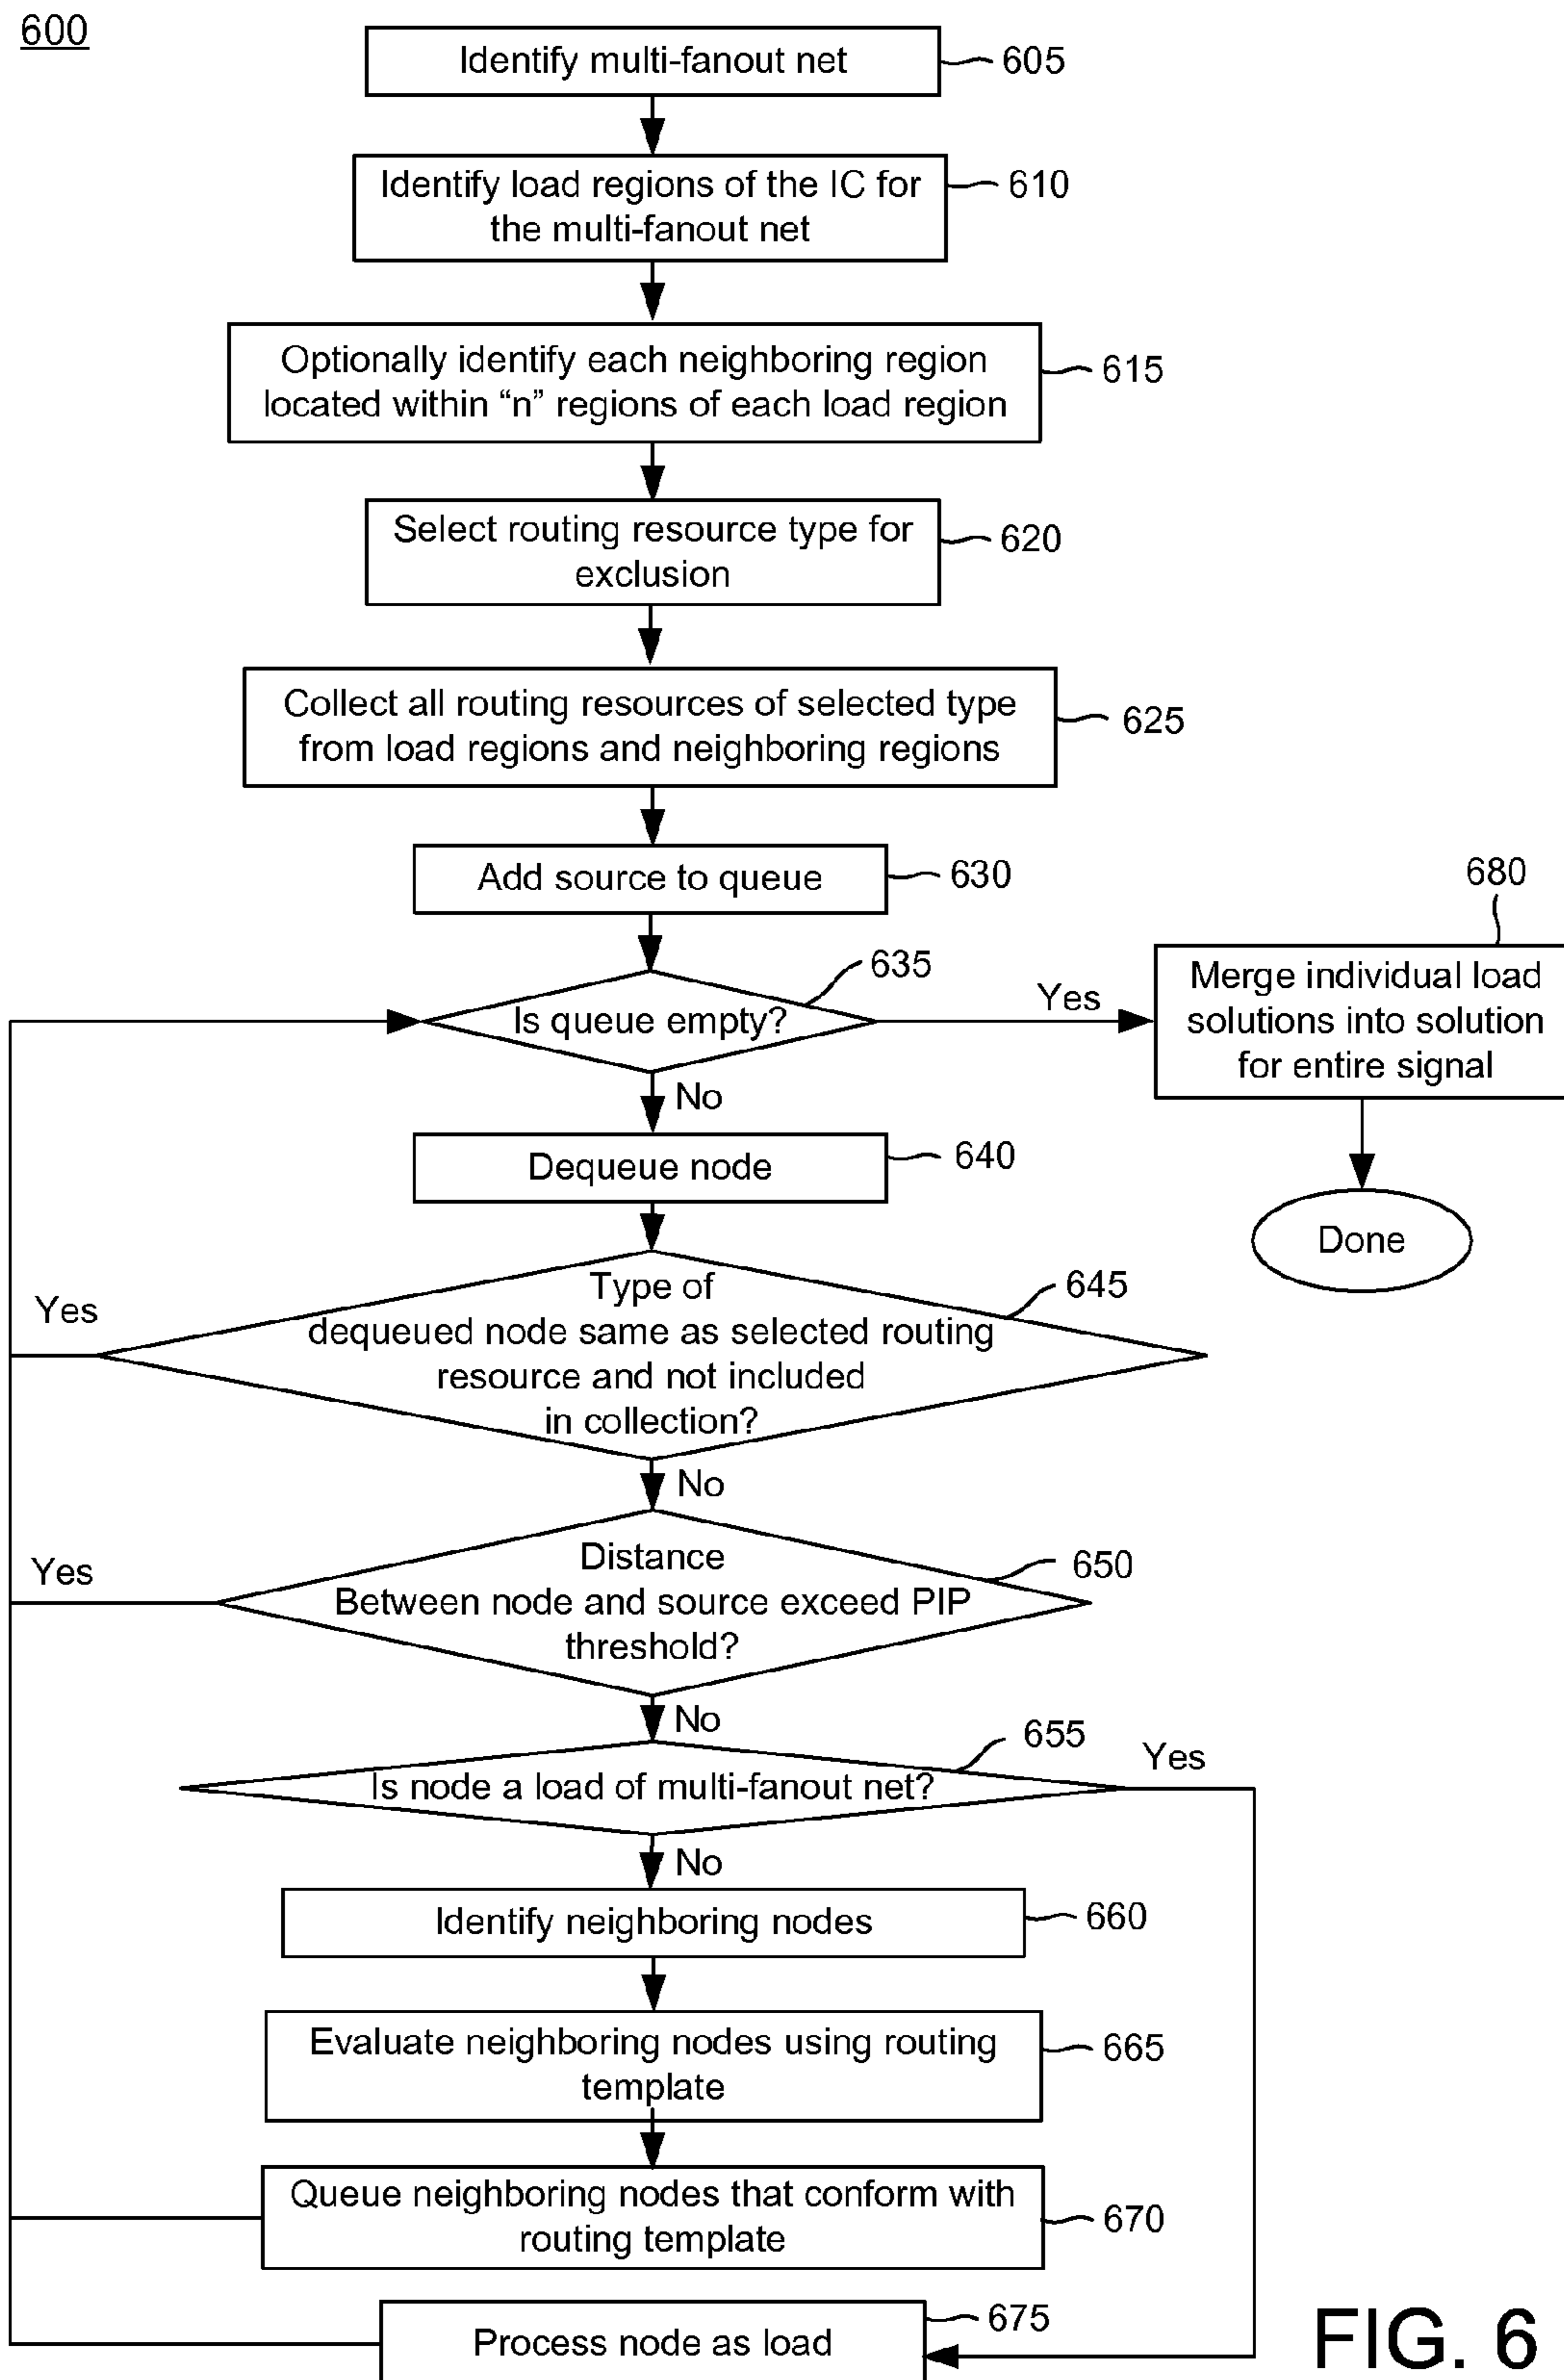 600
Identify multi-fanout net
605
Identify load regions of the IC for
the multi-fanout net
610
Optionally identify each neighboring region
located within “n” regions of each load region
615
Select routing resource type for
exclusion
620
Collect all routing resources of selected type
from load regions and neighboring regions
625
Add source to queue
630
Is queue empty?
635
Yes
No
680
Merge individual load
solutions into solution
for entire signal
Done
Dequeue node
640
Type of
dequeued node same as selected routing
resource and not included
in collection?
645
Yes
No
Distance
Between node and source exceed PIP
threshold?
650
Yes
No
Is node a load of multi-fanout net?
655
Yes
No
Identify neighboring nodes
660
Evaluate neighboring nodes using routing
template
665
Queue neighboring nodes that conform with
routing template
670
Process node as load
675
FIG. 6